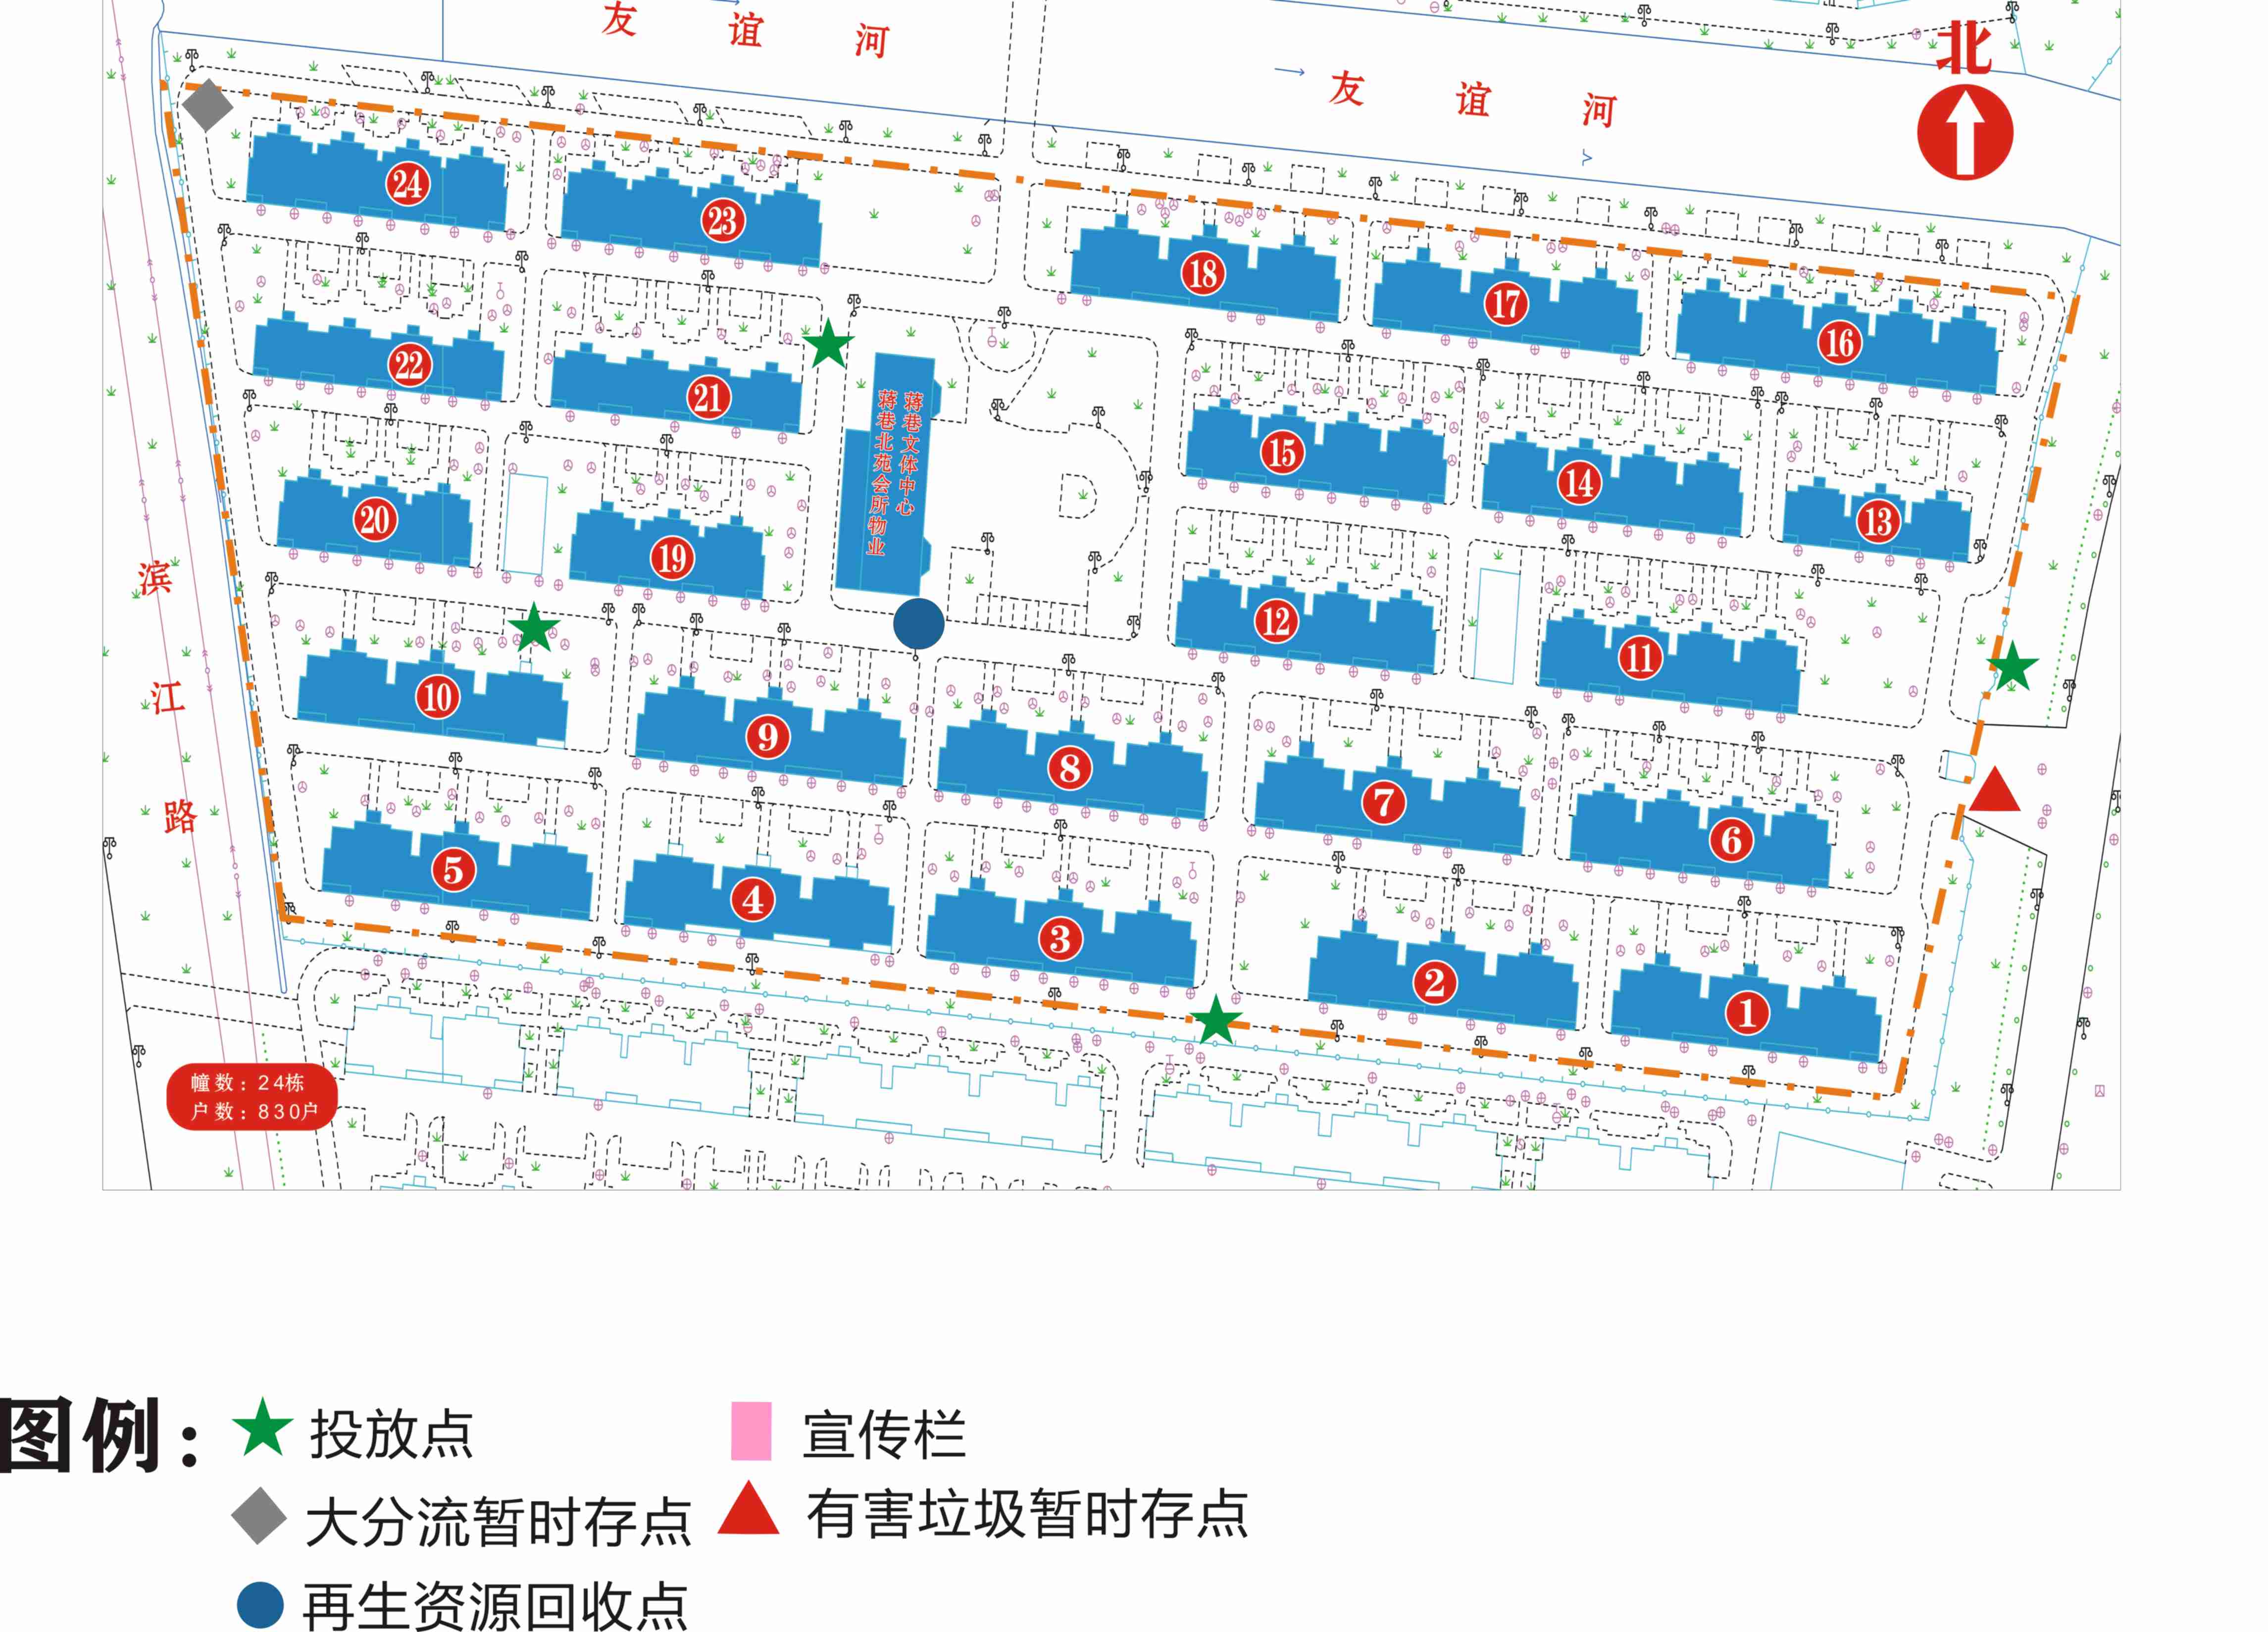 友谊河
友谊河
北
24
23
18
17
16
22
21
15
14
13
蒋巷文体中心
蒋巷北苑会所物业
20
19
12
11
滨江路
10
9
8
7
6
5
4
3
2
1
幢数：24栋
户数：830户
图例：
投放点
宣传栏
大分流暂时存点
有害垃圾暂时存点
再生资源回收点